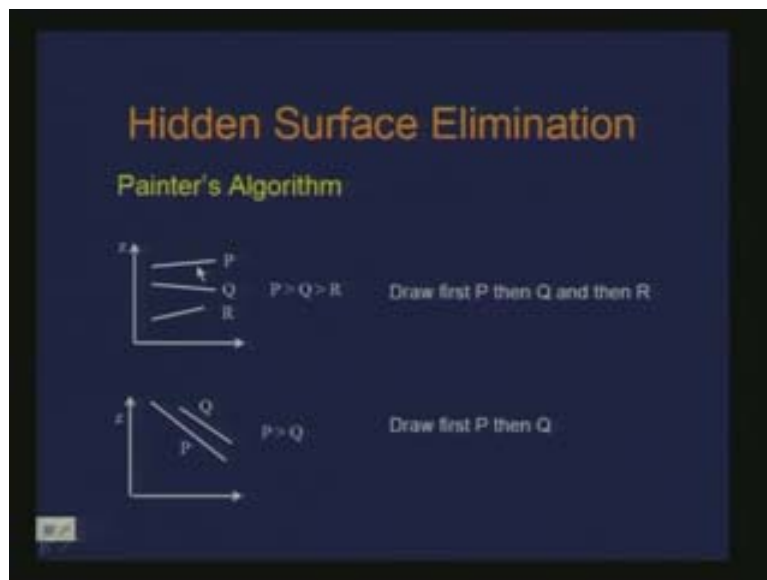 Hidden Surface Elimination
Painter's Algorithm
z
P
Q
R
P > Q > R
Draw first P then Q and then R
z
Q
P
P > Q
Draw first P then Q